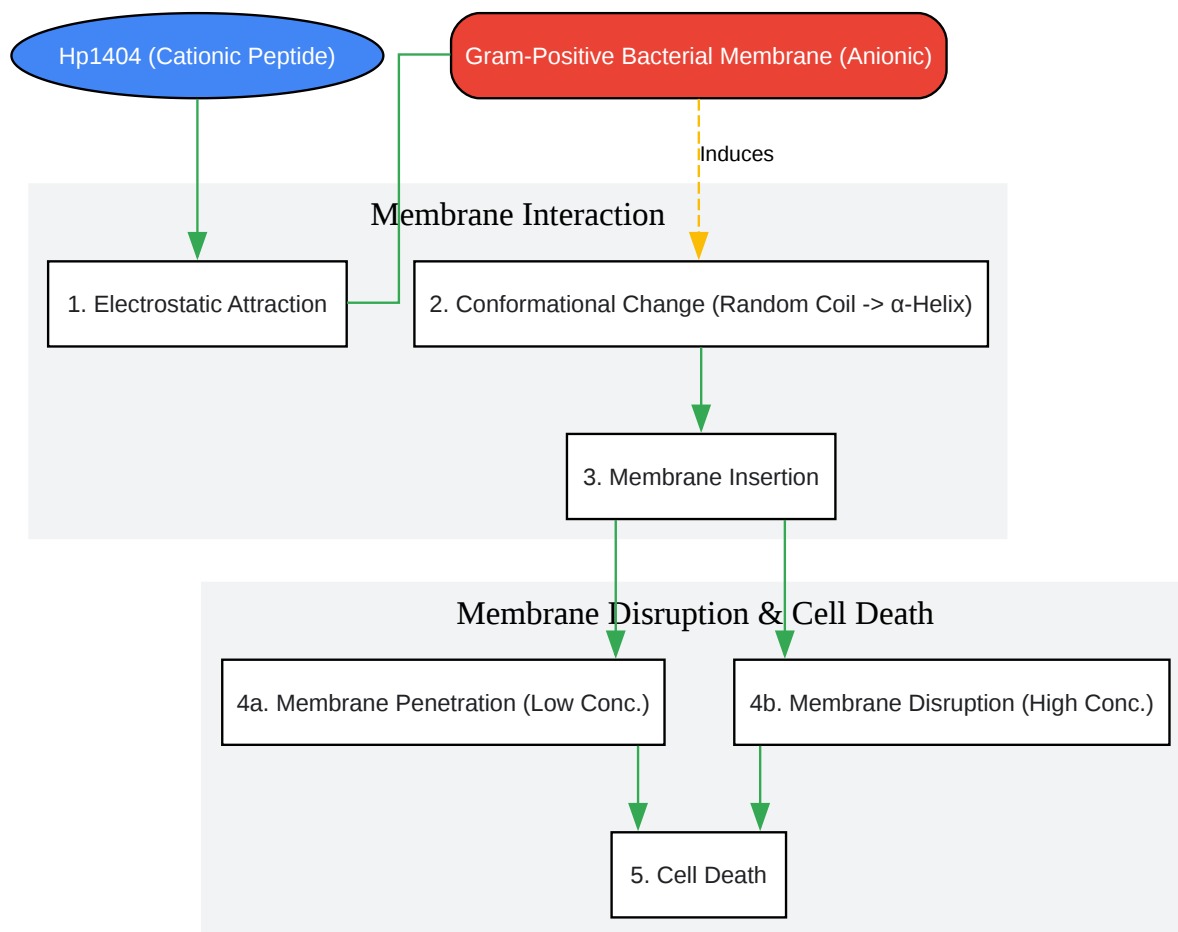 Hp1404 (Cationic Peptide)
Gram-Positive Bacterial Membrane (Anionic)
Induces
Membrane Interaction
1. Electrostatic Attraction
2. Conformational Change (Random Coil -> α-Helix)
3. Membrane Insertion
Membrane Disruption & Cell Death
4a. Membrane Penetration (Low Conc.)
4b. Membrane Disruption (High Conc.)
5. Cell Death